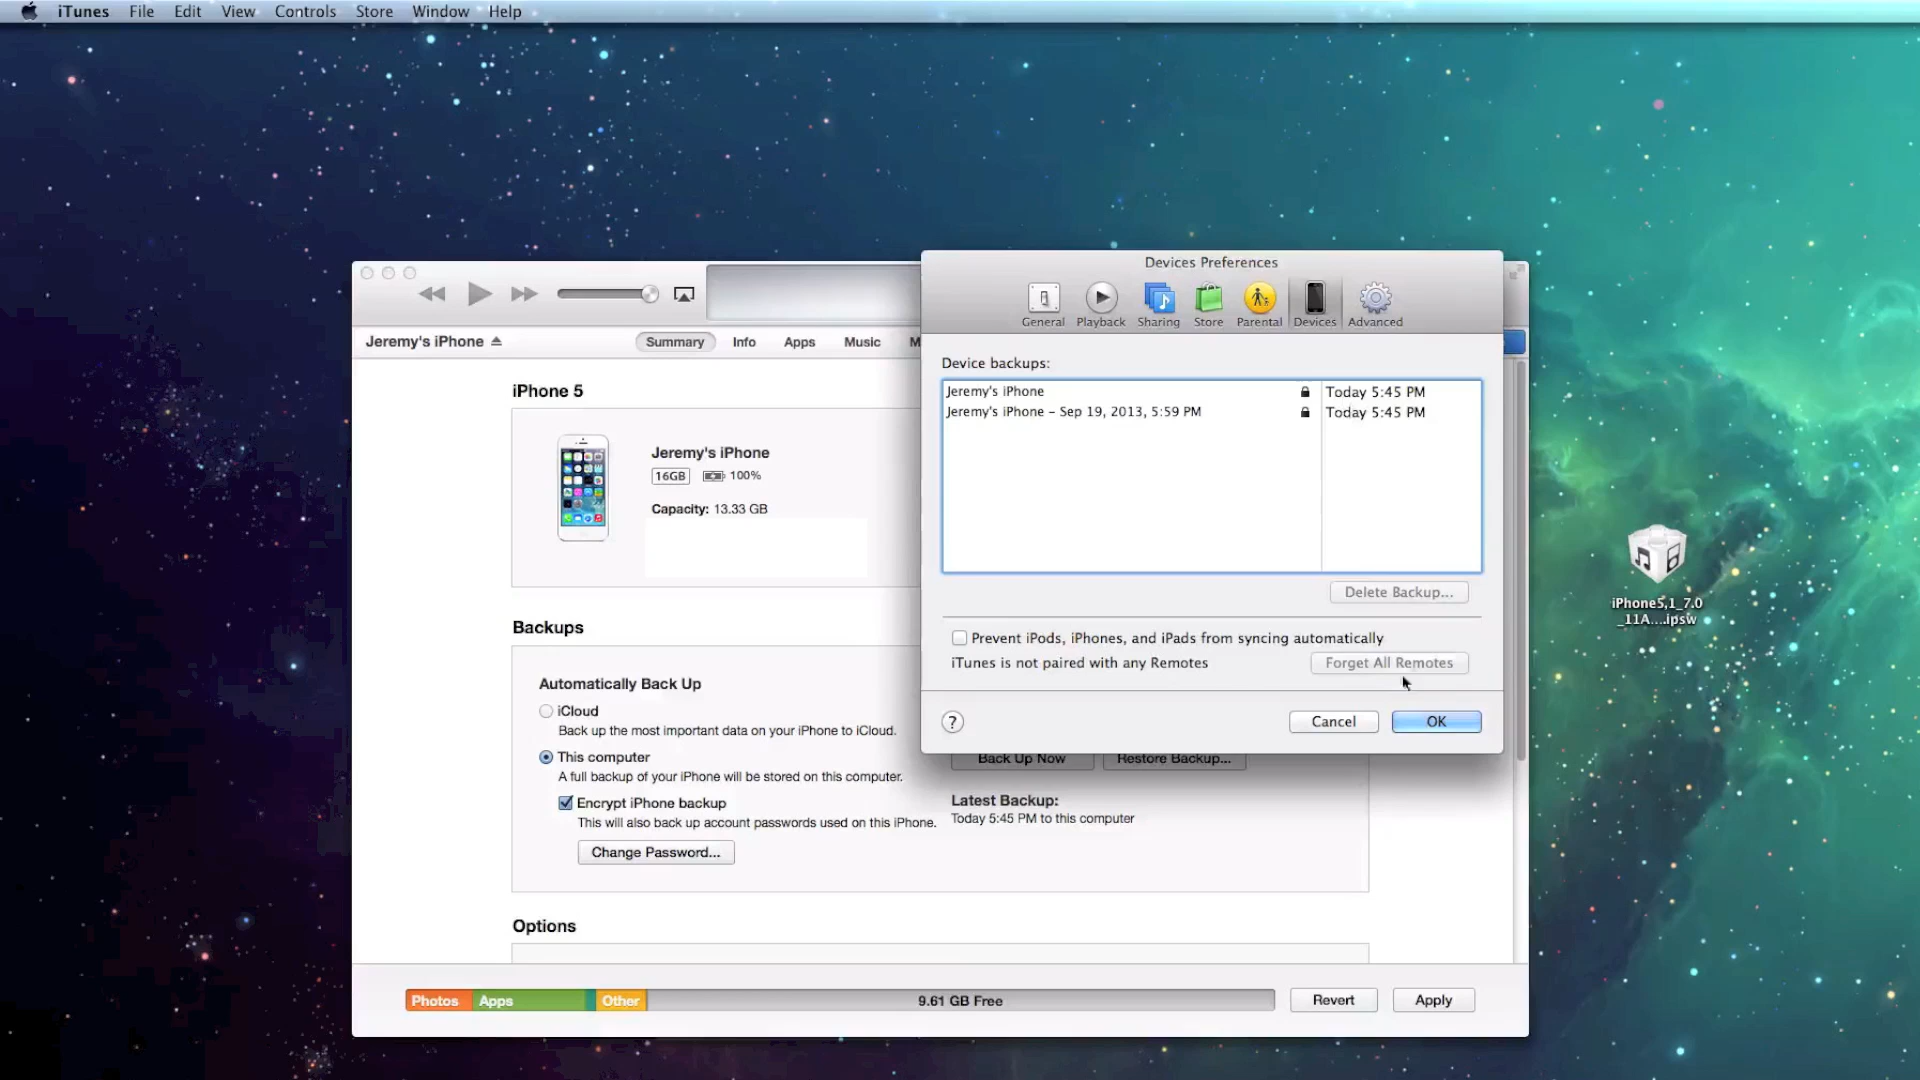 iTunes File Edit View Controls Store Window Help
Devices Preferences
General Playback Sharing Store Parental Devices Advanced
Jeremy's iPhone
Summary Info Apps Music M
Device backups:
Jeremy's iPhone Today 5:45 PM
Jeremy's iPhone – Sep 19, 2013, 5:59 PM Today 5:45 PM
Delete Backup...
Prevent iPods, iPhones, and iPads from syncing automatically
iTunes is not paired with any Remotes Forget All Remotes
? Cancel OK
iPhone 5
Jeremy's iPhone
16GB 100%
Capacity: 13.33 GB
Backups
Automatically Back Up
iCloud
Back up the most important data on your iPhone to iCloud.
This computer
A full backup of your iPhone will be stored on this computer.
Encrypt iPhone backup
This will also back up account passwords used on this iPhone.
Change Password...
Back Up Now Restore Backup...
Latest Backup:
Today 5:45 PM to this computer
Options
Photos Apps Other 9.61 GB Free Revert Apply
iPhone5,1_7.0
_11A....ipsw